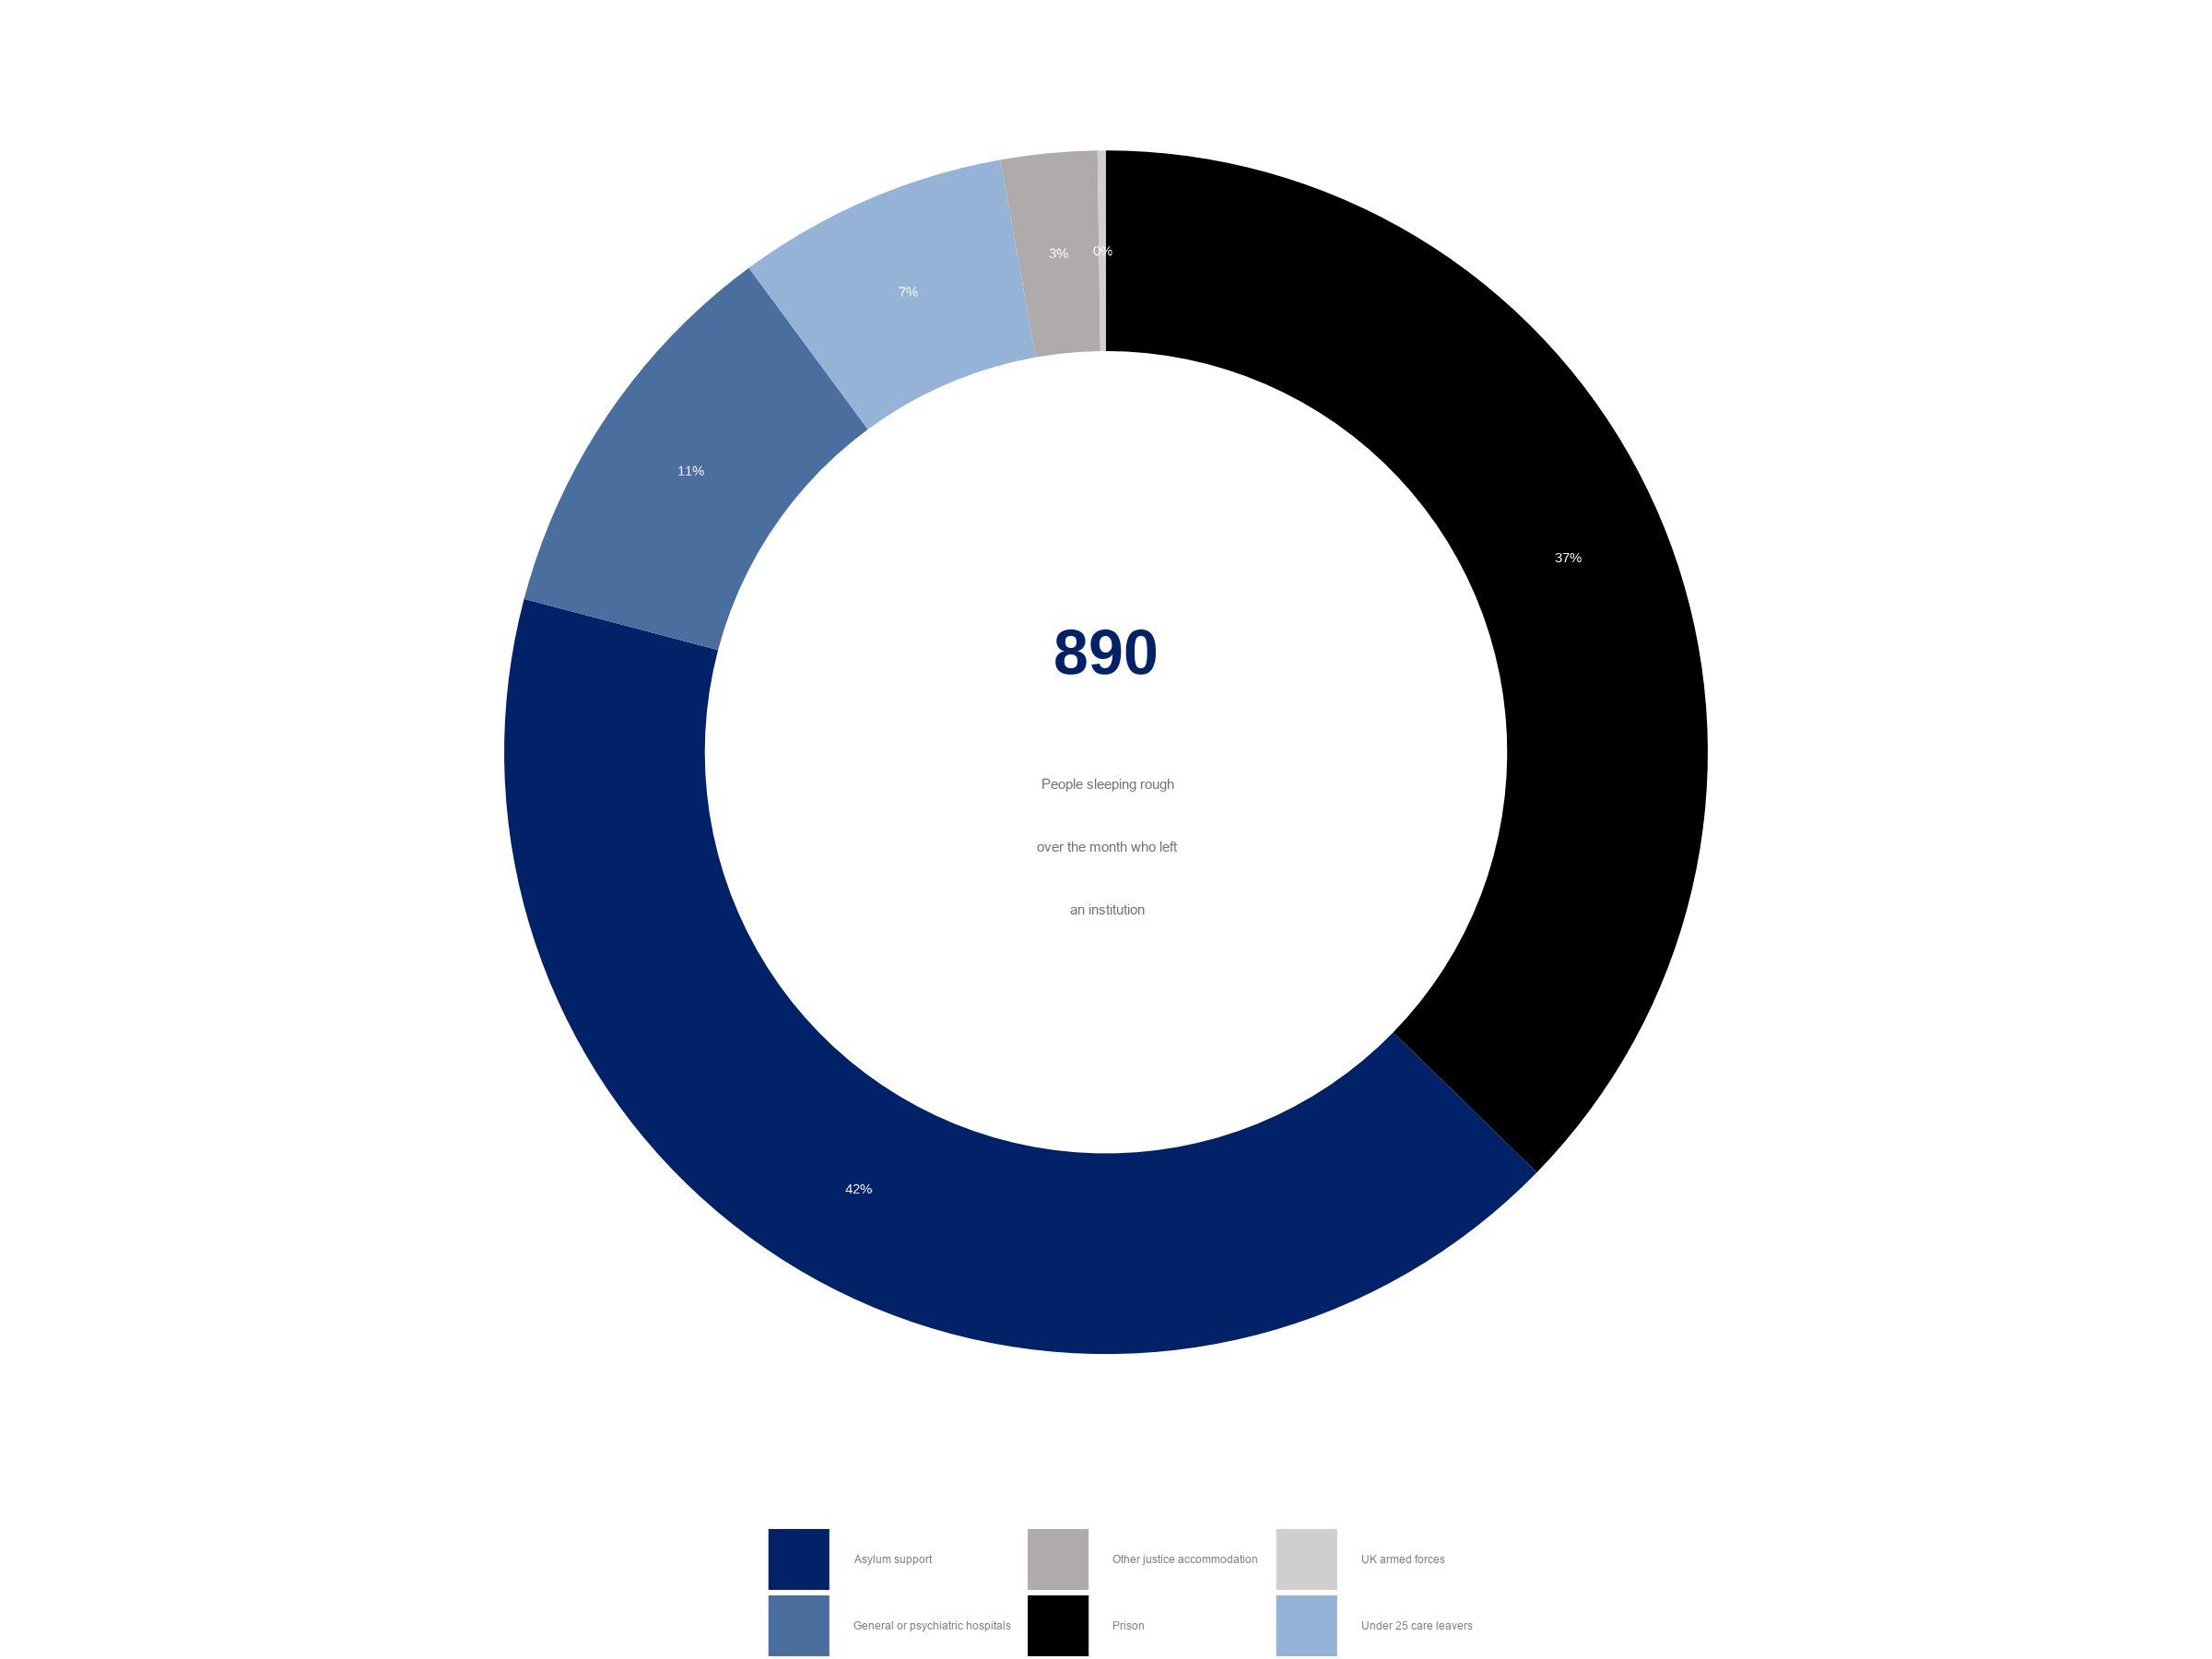 3%
0%
7%
11%
37%
890
People sleeping rough
over the month who left
an institution
42%
Asylum support
Other justice accommodation
UK armed forces
General or psychiatric hospitals
Prison
Under 25 care leavers